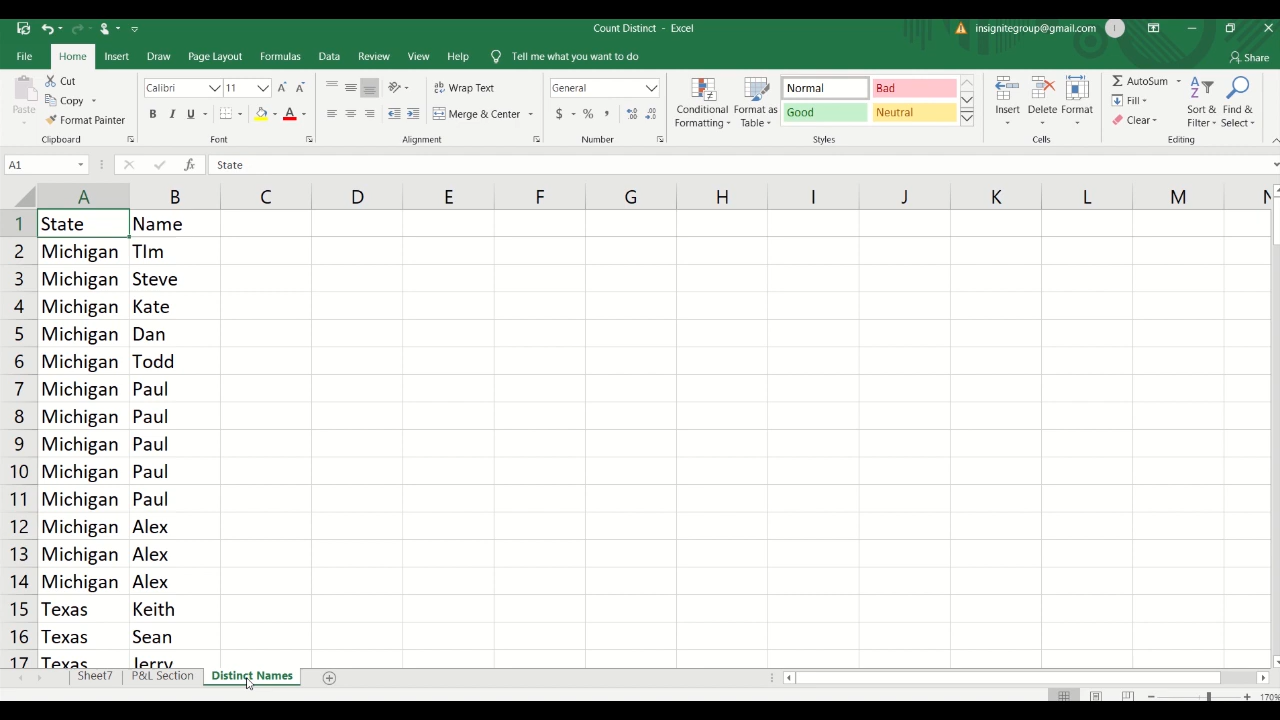 Count Distinct - Excel
insignitegroup@gmail.com I
File Home Insert Draw Page Layout Formulas Data Review View Help Tell me what you want to do Share
Paste Cut Copy Format Painter
Calibri 11 B I U A
Wrap Text Merge & Center
General $ % ,
Conditional Formatting Format as Table
Normal Bad
Good Neutral
Insert Delete Format
AutoSum Fill Clear
Sort & Filter Find & Select
Clipboard Font Alignment Number Styles Cells Editing
A1 fx State
A B C D E F G H I J K L M N
1 State Name
2 Michigan TIm
3 Michigan Steve
4 Michigan Kate
5 Michigan Dan
6 Michigan Todd
7 Michigan Paul
8 Michigan Paul
9 Michigan Paul
10 Michigan Paul
11 Michigan Paul
12 Michigan Alex
13 Michigan Alex
14 Michigan Alex
15 Texas Keith
16 Texas Sean
17 Texas Jerry
Sheet7 P&L Section Distinct Names
170%